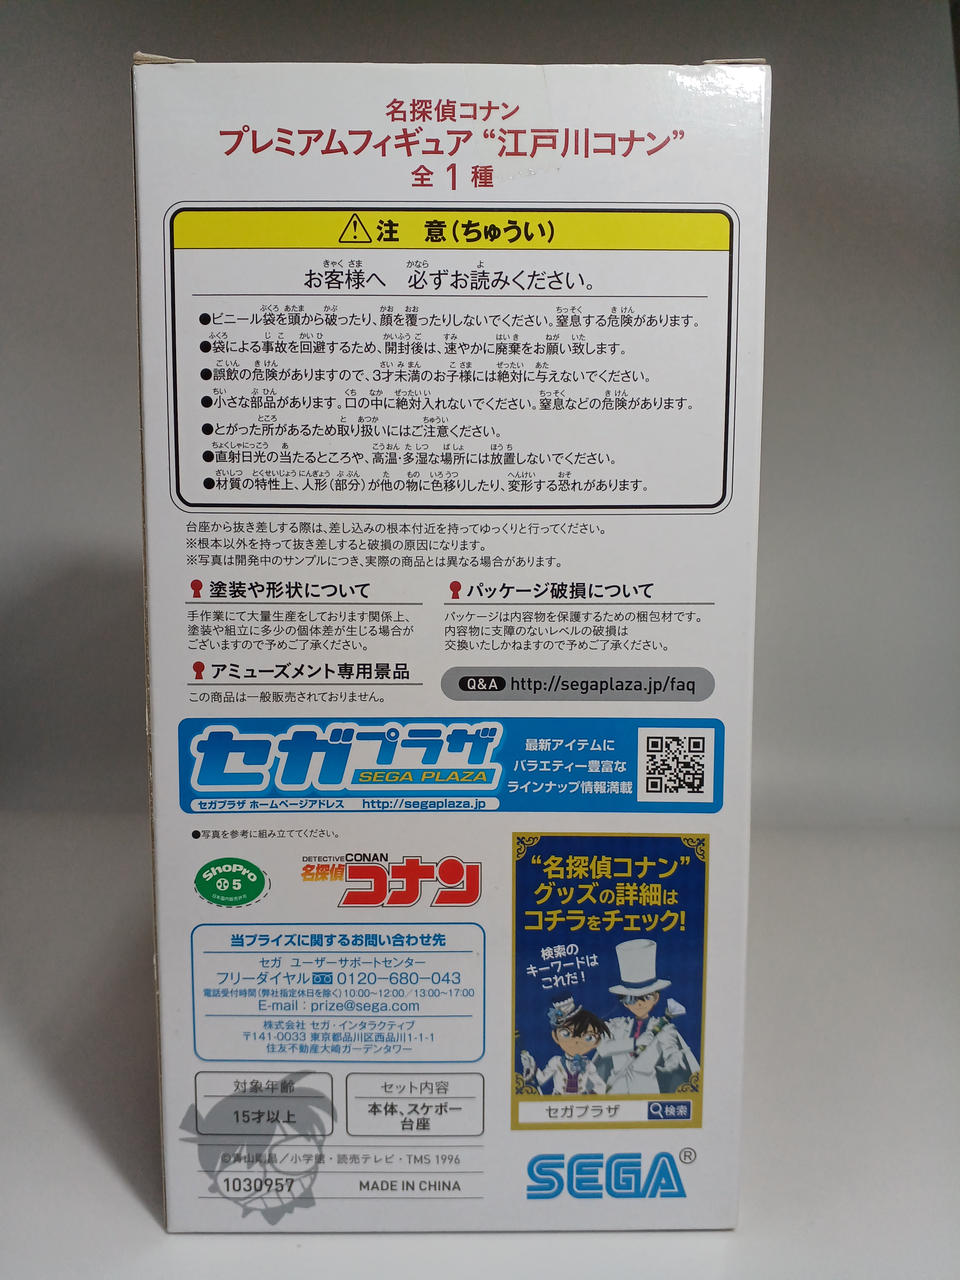 名探偵コナン
プレミアムフィギュア “江戸川コナン”
全1種
注 意（ちゅうい）
お客様へ 必ずお読みください。
●ビニール袋を頭から破ったり、顔を覆ったりしないでください。窒息する危険があります。
●袋による事故を回避するため、開封後は、速やかに廃棄をお願い致します。
●誤飲の危険がありますので、3才未満のお子様には絶対に与えないでください。
●小さな部品があります。口の中に絶対入れないでください。窒息などの危険があります。
●とがった所があるため取り扱いにはご注意ください。
●直射日光の当たるところや、高温・多湿な場所には放置しないでください。
●材質の特性上、人形（部分）が他の物に色移りしたり、変形する恐れがあります。
台座から抜き差しする際は、差し込みの根本付近を持ってゆっくりと行ってください。
※根本以外を持って抜き差しすると破損の原因になります。
※写真は開発中のサンプルにつき、実際の商品とは異なる場合があります。
塗装や形状について
手作業にて大量生産をしております関係上、
塗装や組立に多少の個体差が生じる場合が
ございますので予めご了承ください。
アミューズメント専用景品
この商品は一般販売されておりません。
パッケージ破損について
パッケージは内容物を保護するための梱包材です。
内容物に支障のないレベルの破損は
交換いたしかねますので予めご了承ください。
Q&A http://segaplaza.jp/faq
セガプラザ
SEGA PLAZA
セガプラザ ホームページアドレス http://segaplaza.jp
最新アイテムに
バラエティー豊富な
ラインナップ情報満載
●写真を参考に組み立ててください。
ShoPro
5
DETECTIVE CONAN
名探偵コナン
当プライズに関するお問い合わせ先
セガ ユーザーサポートセンター
フリーダイヤル 0120-680-043
電話受付時間（弊社指定休日を除く）10:00~12:00／13:00~17:00
E-mail：prize@sega.com
株式会社 セガ・インタラクティブ
〒141-0033 東京都品川区西品川1-1-1
住友不動産大崎ガーデンタワー
対象年齢
15才以上
セット内容
本体、スケボー
台座
©青山剛昌／小学館・読売テレビ・TMS 1996
1030957
MADE IN CHINA
“名探偵コナン”
グッズの詳細は
コチラをチェック！
検索の
キーワードは
これだ！
セガプラザ 検索
SEGA®